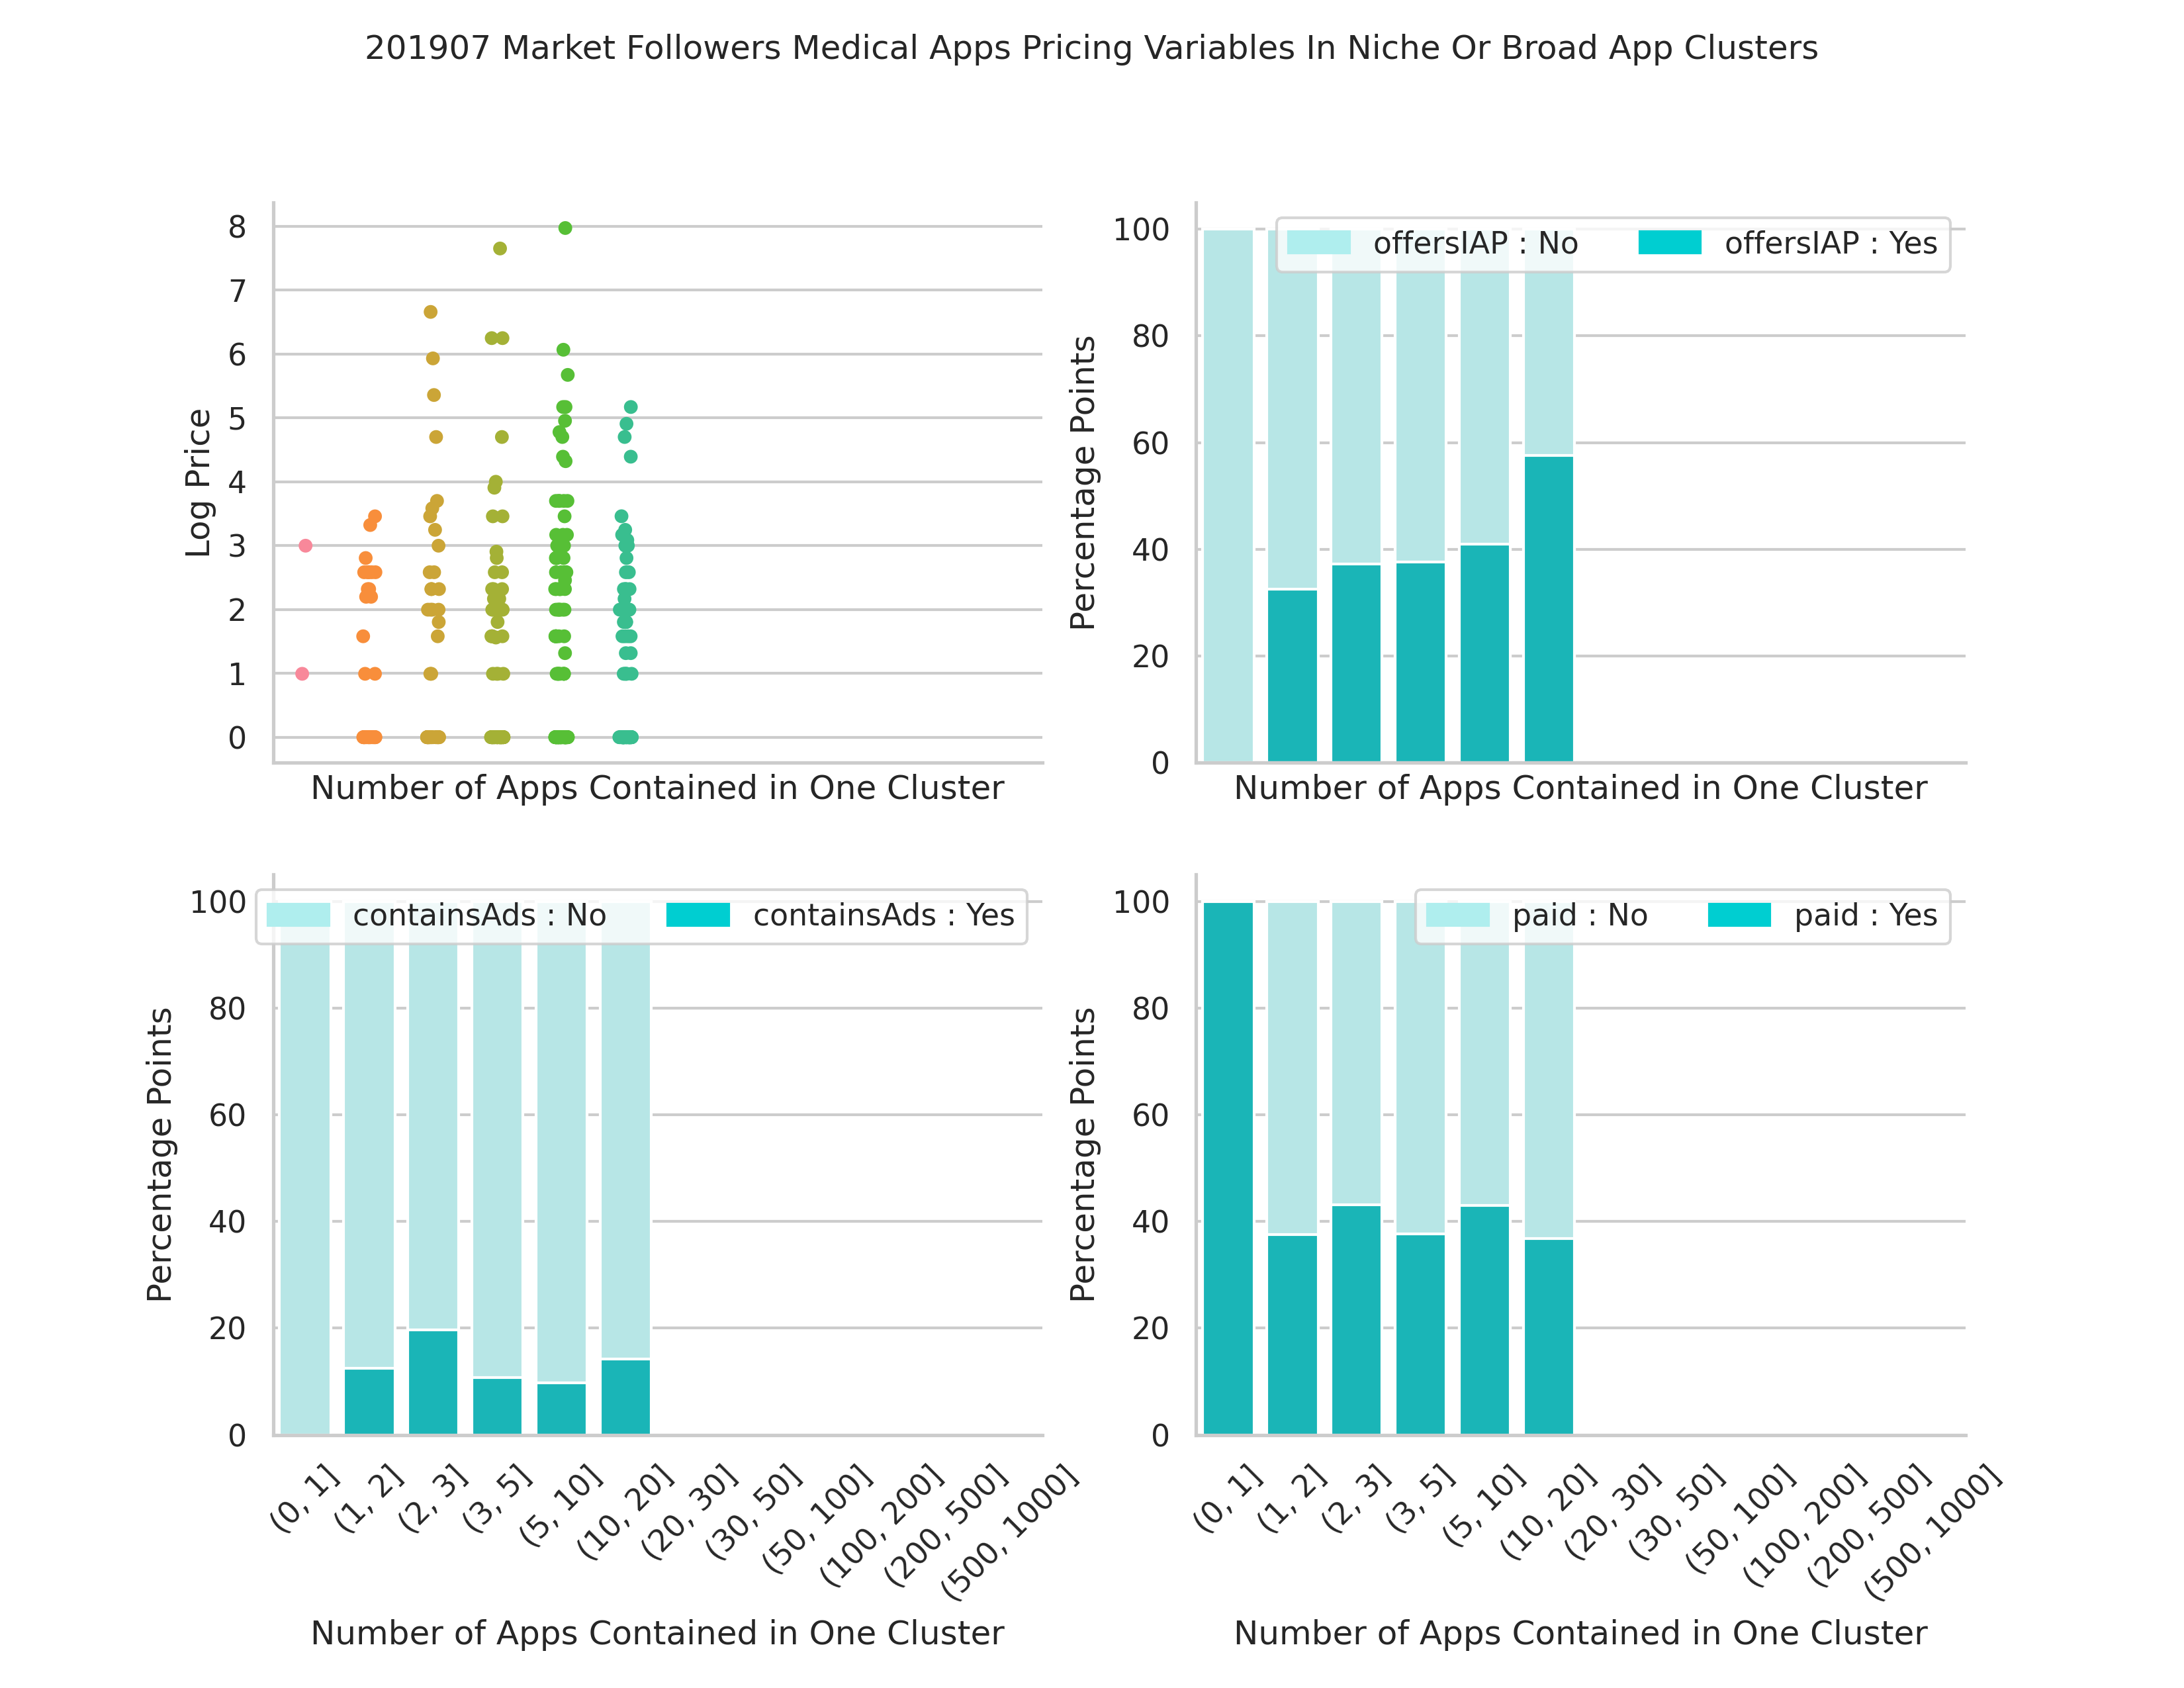 201907 Market Followers Medical Apps Pricing Variables In Niche Or Broad App Clusters
8
7
6
5
4
3
2
1
0
Log Price
Number of Apps Contained in One Cluster
100
80
60
40
20
0
Percentage Points
offersIAP : No offersIAP : Yes
Number of Apps Contained in One Cluster
100
80
60
40
20
0
Percentage Points
containsAds : No containsAds : Yes
(0, 1] (1, 2] (2, 3] (3, 5] (5, 10] (10, 20] (20, 30] (30, 50] (50, 100] (100, 200] (200, 500] (500, 1000]
Number of Apps Contained in One Cluster
100
80
60
40
20
0
Percentage Points
paid : No paid : Yes
(0, 1] (1, 2] (2, 3] (3, 5] (5, 10] (10, 20] (20, 30] (30, 50] (50, 100] (100, 200] (200, 500] (500, 1000]
Number of Apps Contained in One Cluster